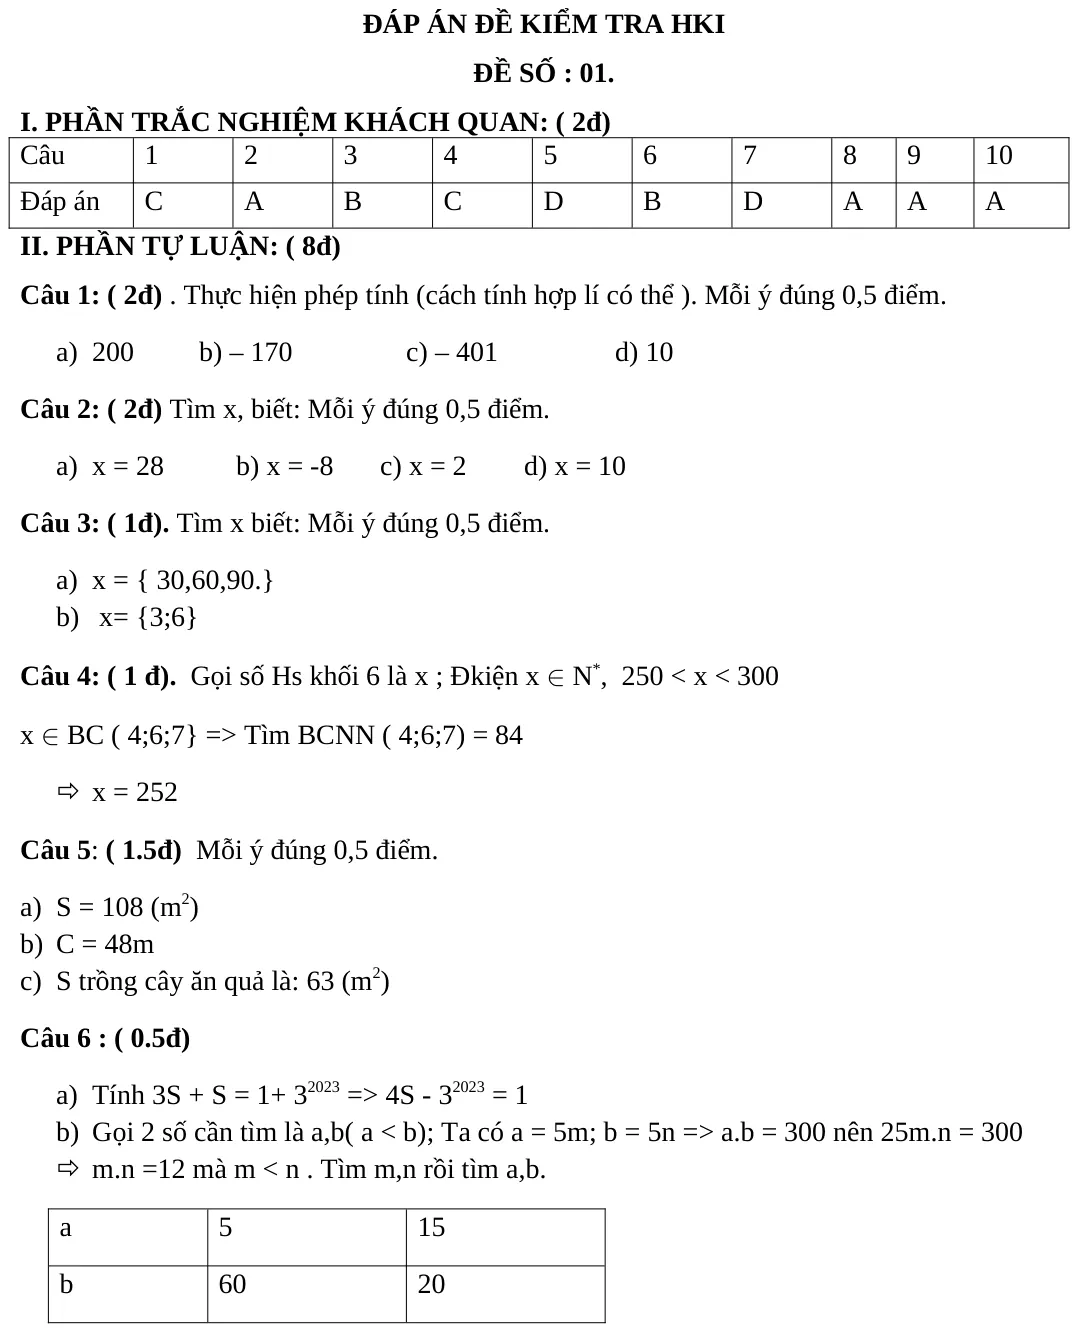 ĐÁP ÁN ĐỀ KIỂM TRA HKI
ĐỀ SỐ : 01.
I. PHẦN TRẮC NGHIỆM KHÁCH QUAN: ( 2đ)
Câu 1 2 3 4 5 6 7 8 9 10
Đáp án C A B C D B D A A A
II. PHẦN TỰ LUẬN: ( 8đ)
Câu 1: ( 2đ) . Thực hiện phép tính (cách tính hợp lí có thể ). Mỗi ý đúng 0,5 điểm.
a) 200 b) – 170 c) – 401 d) 10
Câu 2: ( 2đ) Tìm x, biết: Mỗi ý đúng 0,5 điểm.
a) x = 28 b) x = -8 c) x = 2 d) x = 10
Câu 3: ( 1đ). Tìm x biết: Mỗi ý đúng 0,5 điểm.
a) x = { 30,60,90.}
b) x= {3;6}
Câu 4: ( 1 đ). Gọi số Hs khối 6 là x ; Đkiện x ∈ N*, 250 < x < 300
x ∈ BC ( 4;6;7} => Tìm BCNN ( 4;6;7) = 84
⇨ x = 252
Câu 5: ( 1.5đ) Mỗi ý đúng 0,5 điểm.
a) S = 108 (m²)
b) C = 48m
c) S trồng cây ăn quả là: 63 (m²)
Câu 6 : ( 0.5đ)
a) Tính 3S + S = 1+ 3²⁰²³ => 4S - 3²⁰²³ = 1
b) Gọi 2 số cần tìm là a,b( a < b); Ta có a = 5m; b = 5n => a.b = 300 nên 25m.n = 300
⇨ m.n =12 mà m < n . Tìm m,n rồi tìm a,b.
a 5 15
b 60 20